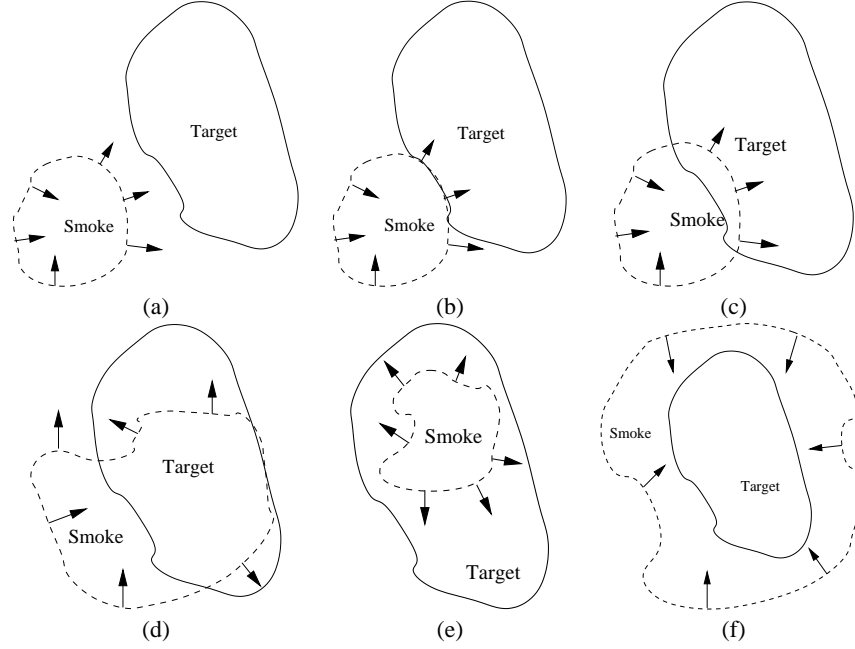 Target
Smoke
(a)
Target
Smoke
(b)
Target
Smoke
(c)
Target
Smoke
(d)
Smoke
Target
(e)
Smoke
Target
(f)